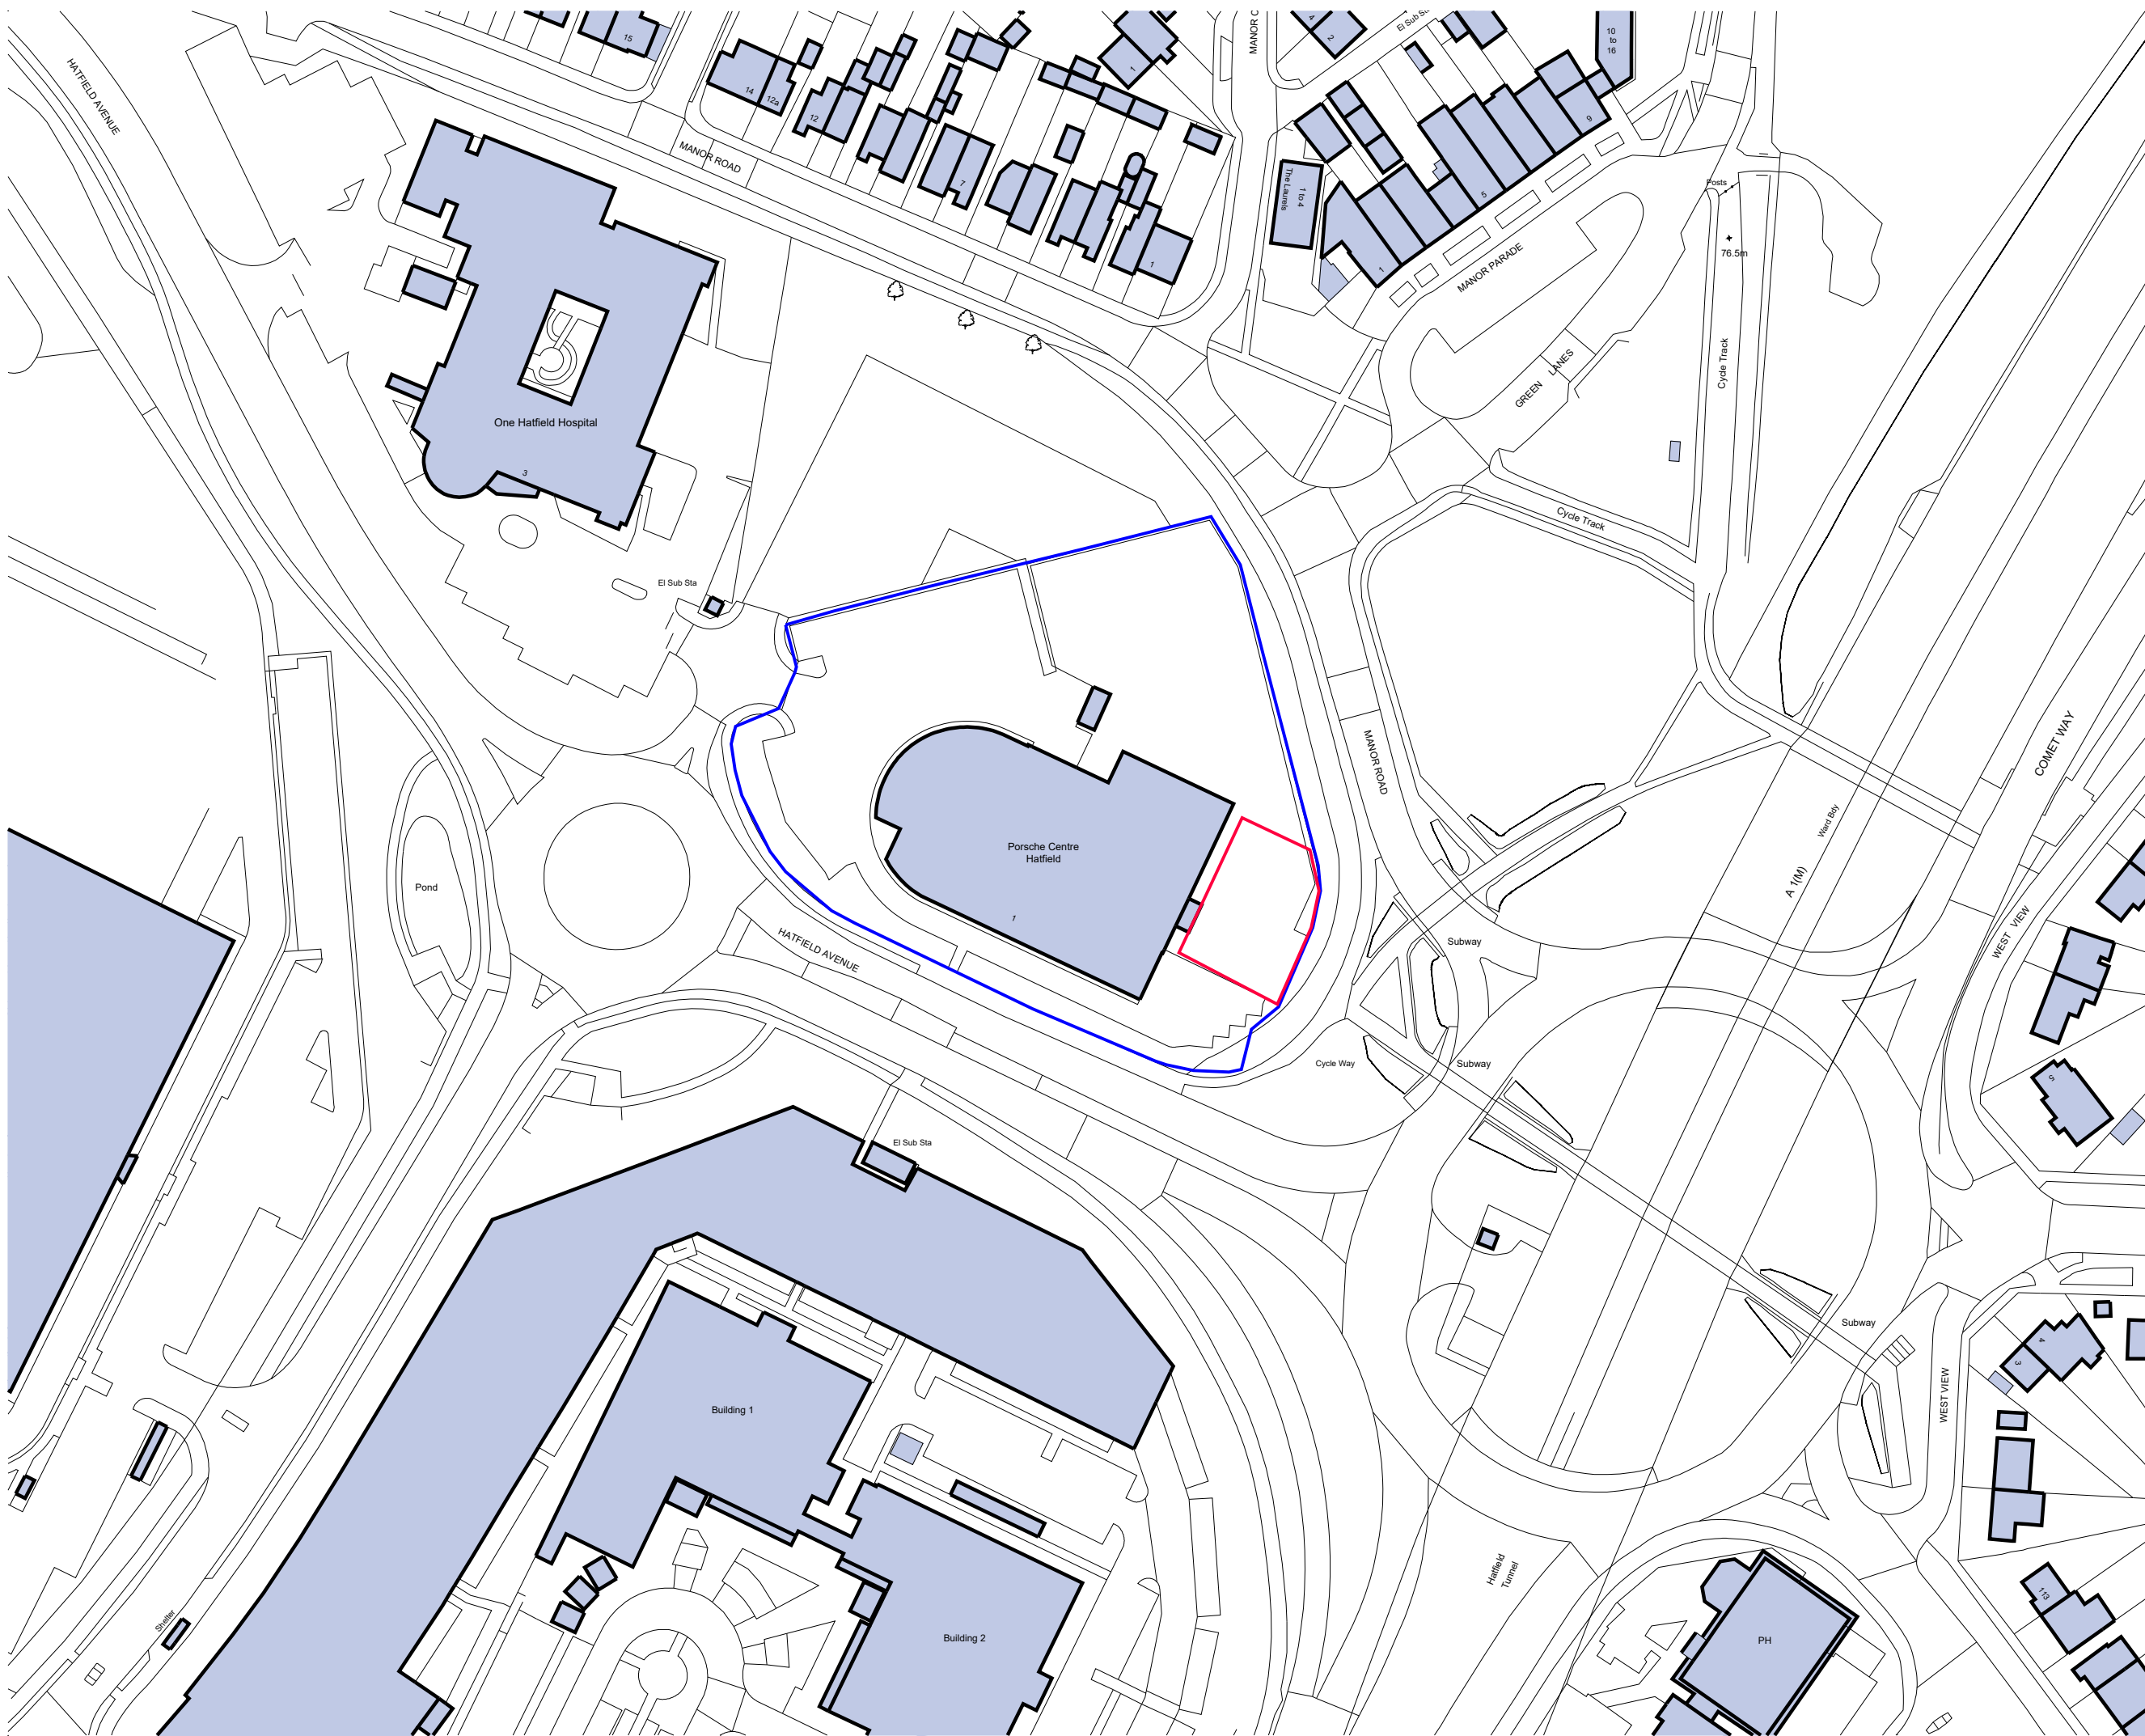 15
HATFIELD AVENUE
14
12a
12
MANOR ROAD
7
1
1
MANOR C
4
2
El Sub Sta
10
to
16
9
5
1
The Laurels
1 to 4
MANOR PARADE
Posts
76.5m
Cycle Track
GREEN LANES
One Hatfield Hospital
3
Cycle Track
El Sub Sta
MANOR ROAD
COMET WAY
Ward Bdy
A 1(M)
WEST VIEW
Porsche Centre
Hatfield
1
Pond
HATFIELD AVENUE
Subway
Cycle Way
Subway
5
El Sub Sta
Subway
4
3
WEST VIEW
Building 1
Hatfield
Tunnel
113
Shelter
Building 2
PH